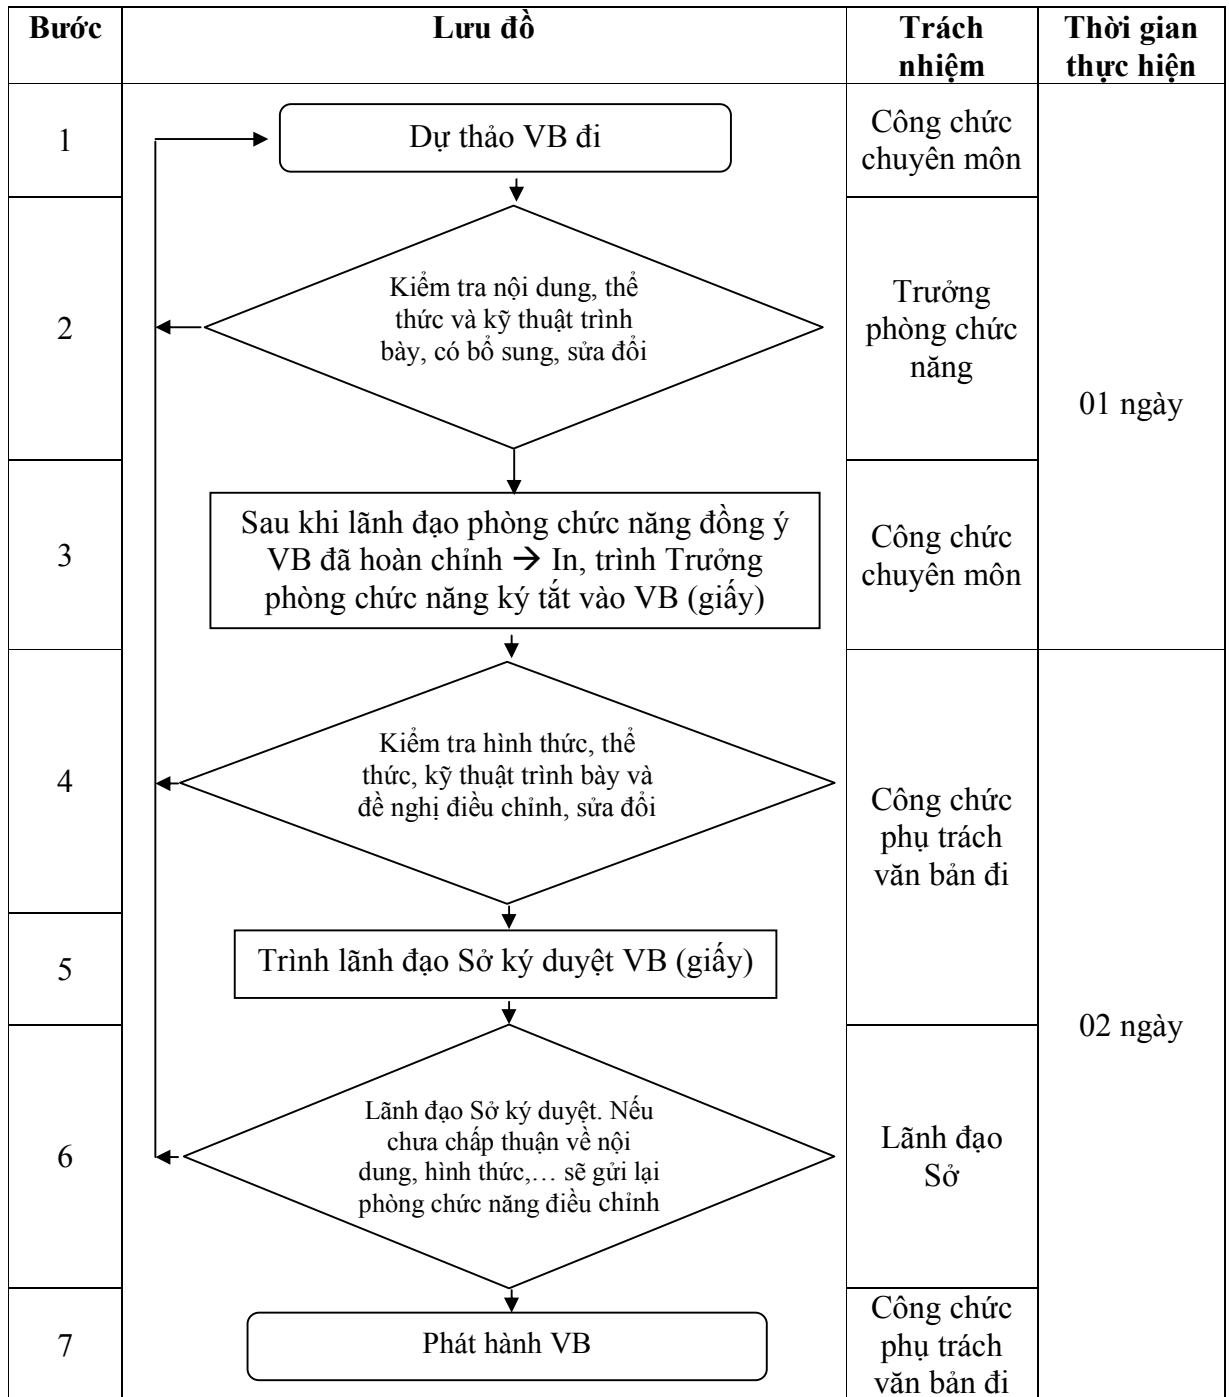 Bước
Lưu đồ
Trách
nhiệm
Thời gian
thực hiện
1
Dự thảo VB đi
Công chức
chuyên môn
2
Kiểm tra nội dung, thể
thức và kỹ thuật trình
bày, có bổ sung, sửa đổi
Trưởng
phòng chức
năng
01 ngày
3
Sau khi lãnh đạo phòng chức năng đồng ý
VB đã hoàn chỉnh → In, trình Trưởng
phòng chức năng ký tắt vào VB (giấy)
Công chức
chuyên môn
4
Kiểm tra hình thức, thể
thức, kỹ thuật trình bày và
đề nghị điều chỉnh, sửa đổi
Công chức
phụ trách
văn bản đi
5
Trình lãnh đạo Sở ký duyệt VB (giấy)
02 ngày
6
Lãnh đạo Sở ký duyệt. Nếu
chưa chấp thuận về nội
dung, hình thức,… sẽ gửi lại
phòng chức năng điều chỉnh
Lãnh đạo
Sở
7
Phát hành VB
Công chức
phụ trách
văn bản đi